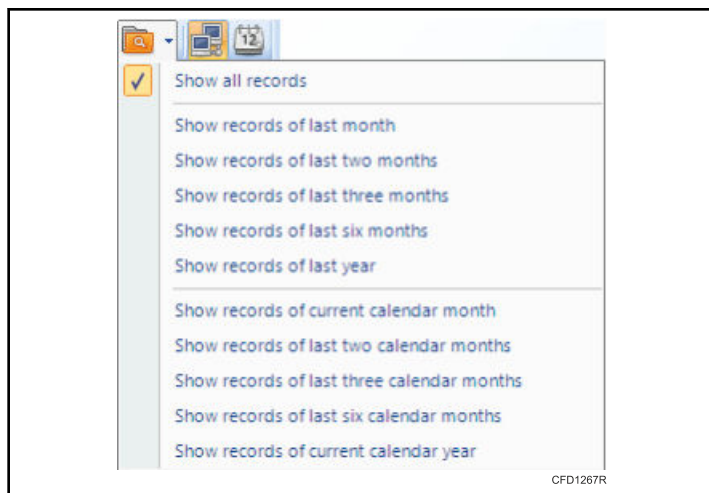 12
Show all records
Show records of last month
Show records of last two months
Show records of last three months
Show records of last six months
Show records of last year
Show records of current calendar month
Show records of last two calendar months
Show records of last three calendar months
Show records of last six calendar months
Show records of current calendar year
CFD1267R